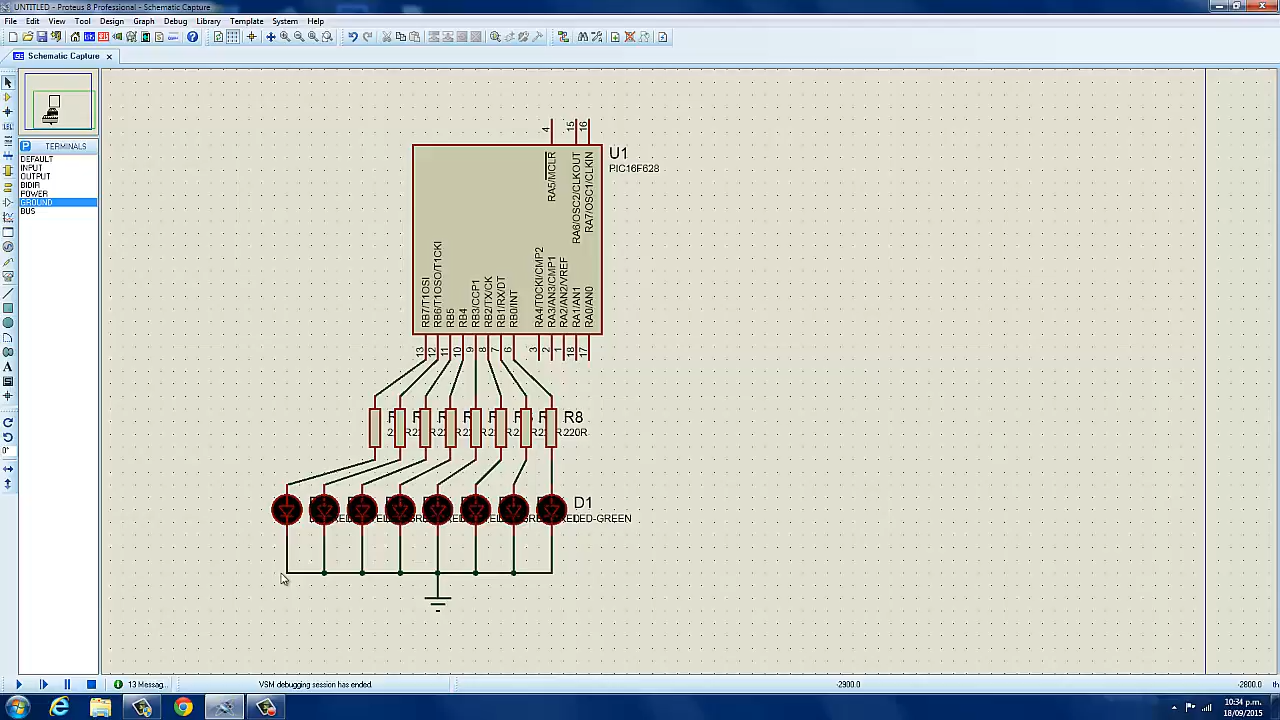 UNTITLED - Proteus 8 Professional - Schematic Capture
File Edit View Tool Design Graph Debug Library Template System Help
Schematic Capture
TERMINALS
DEFAULT
INPUT
OUTPUT
BIDIR
POWER
GROUND
BUS
4
15
16
U1
PIC16F628
RA5/MCLR
RA6/OSC2/CLKOUT
RA7/OSC1/CLKIN
RB7/T1OSI
RB6/T1OSO/T1CKI
RB5
RB4
RB3/CCP1
RB2/TX/CK
RB1/RX/DT
RB0/INT
RA4/T0CKI/CMP2
RA3/AN3/CMP1
RA2/AN2/VREF
RA1/AN1
RA0/AN0
13
12
11
10
9
8
7
6
3
2
1
18
17
R8
220R
D1
LED-GREEN
0°
13 Messag..
VSM debugging session has ended.
-2900.0
-2800.0
th
10:34 p.m.
18/09/2015